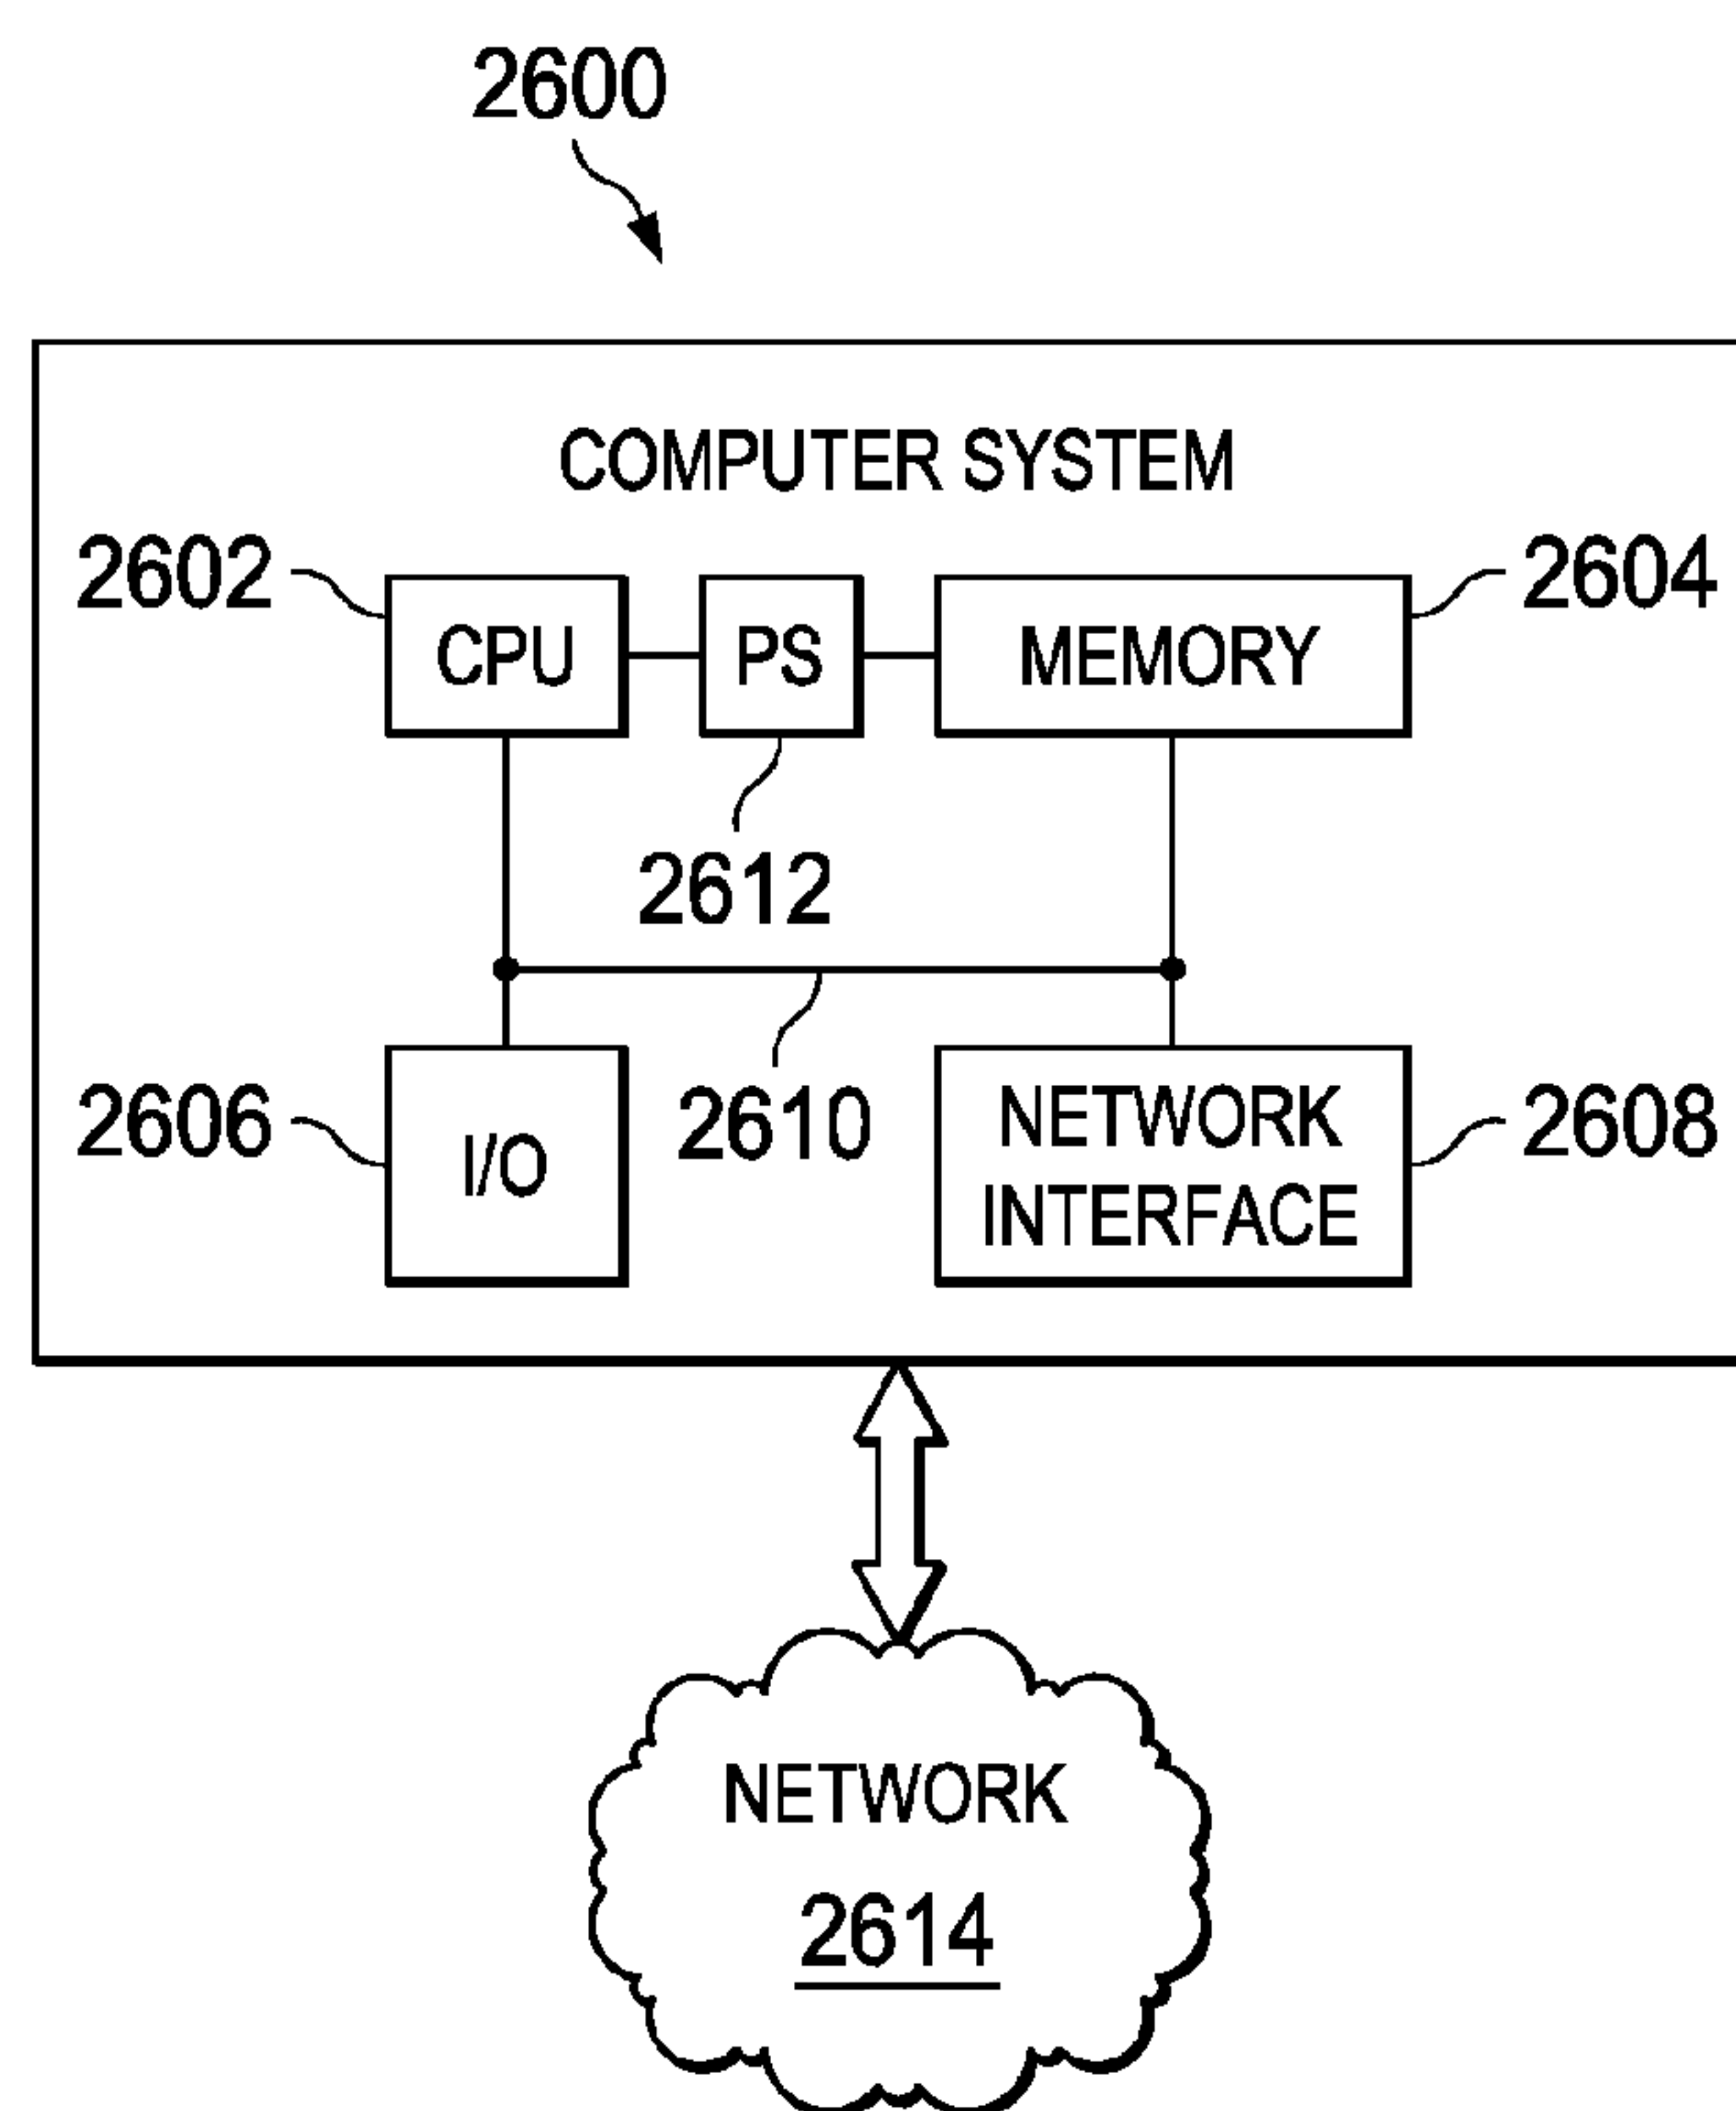 2600
COMPUTER SYSTEM
2602
2604
CPU
PS
MEMORY
2612
2606
I/O
2610
NETWORK
INTERFACE
2608
NETWORK
2614